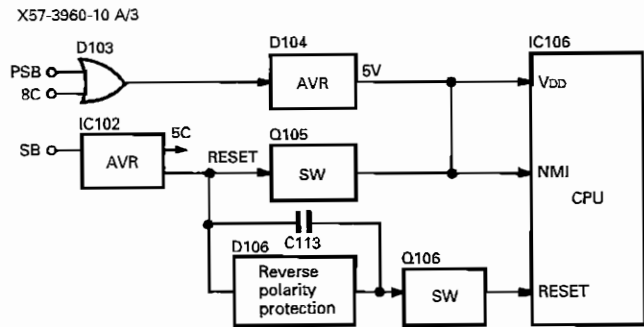 X57-3960-10 A/3
D103
PSB
8C
D104
AVR
5V
IC106
VDD
IC102
AVR
5C
SB
RESET
Q105
SW
NMI
CPU
C113
D106
Reverse
polarity
protection
Q106
SW
RESET